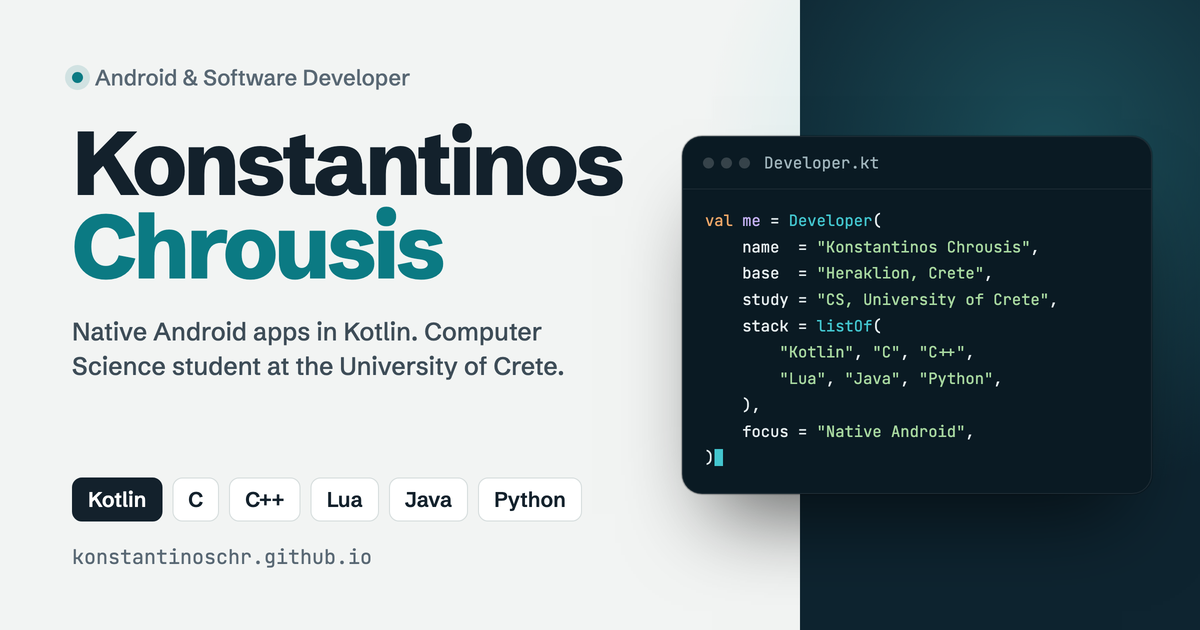 Android & Software Developer
Konstantinos
Chrousis
Native Android apps in Kotlin. Computer
Science student at the University of Crete.
Kotlin
C
C++
Lua
Java
Python
konstantinoschr.github.io
Developer.kt
val me = Developer(
    name  = "Konstantinos Chrousis",
    base  = "Heraklion, Crete",
    study = "CS, University of Crete",
    stack = listOf(
        "Kotlin", "C", "C++",
        "Lua", "Java", "Python",
    ),
    focus = "Native Android",
)